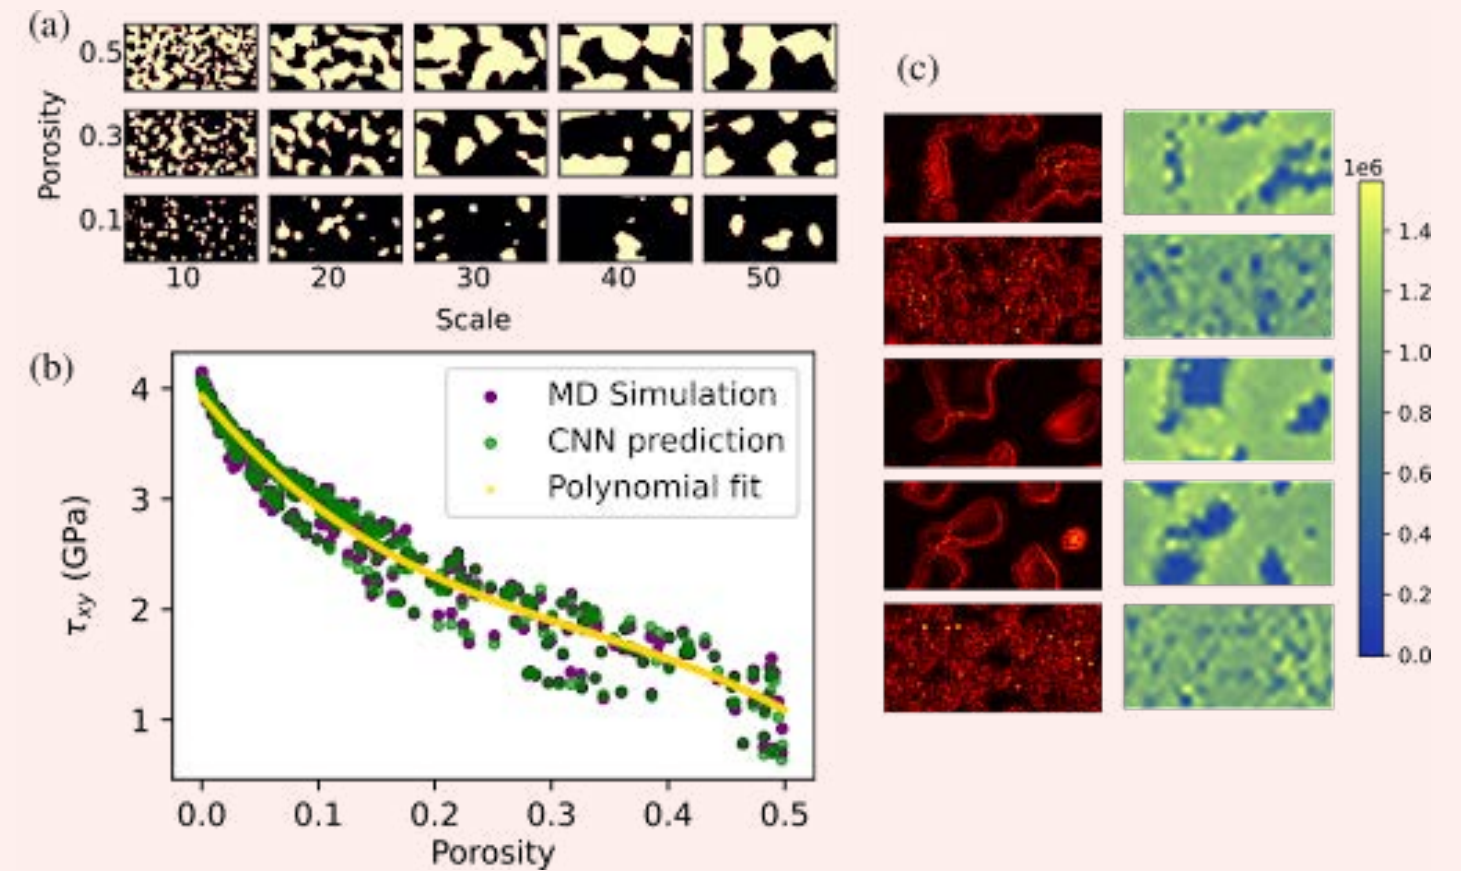 (a)
Porosity
0.5
0.3
0.1
10 20 30 40 50
Scale
(b)
τxy (GPa)
4
3
2
1
MD Simulation
CNN prediction
Polynomial fit
0.0 0.1 0.2 0.3 0.4 0.5
Porosity
(c)
1e6
1.4
1.2
1.0
0.8
0.6
0.4
0.2
0.0